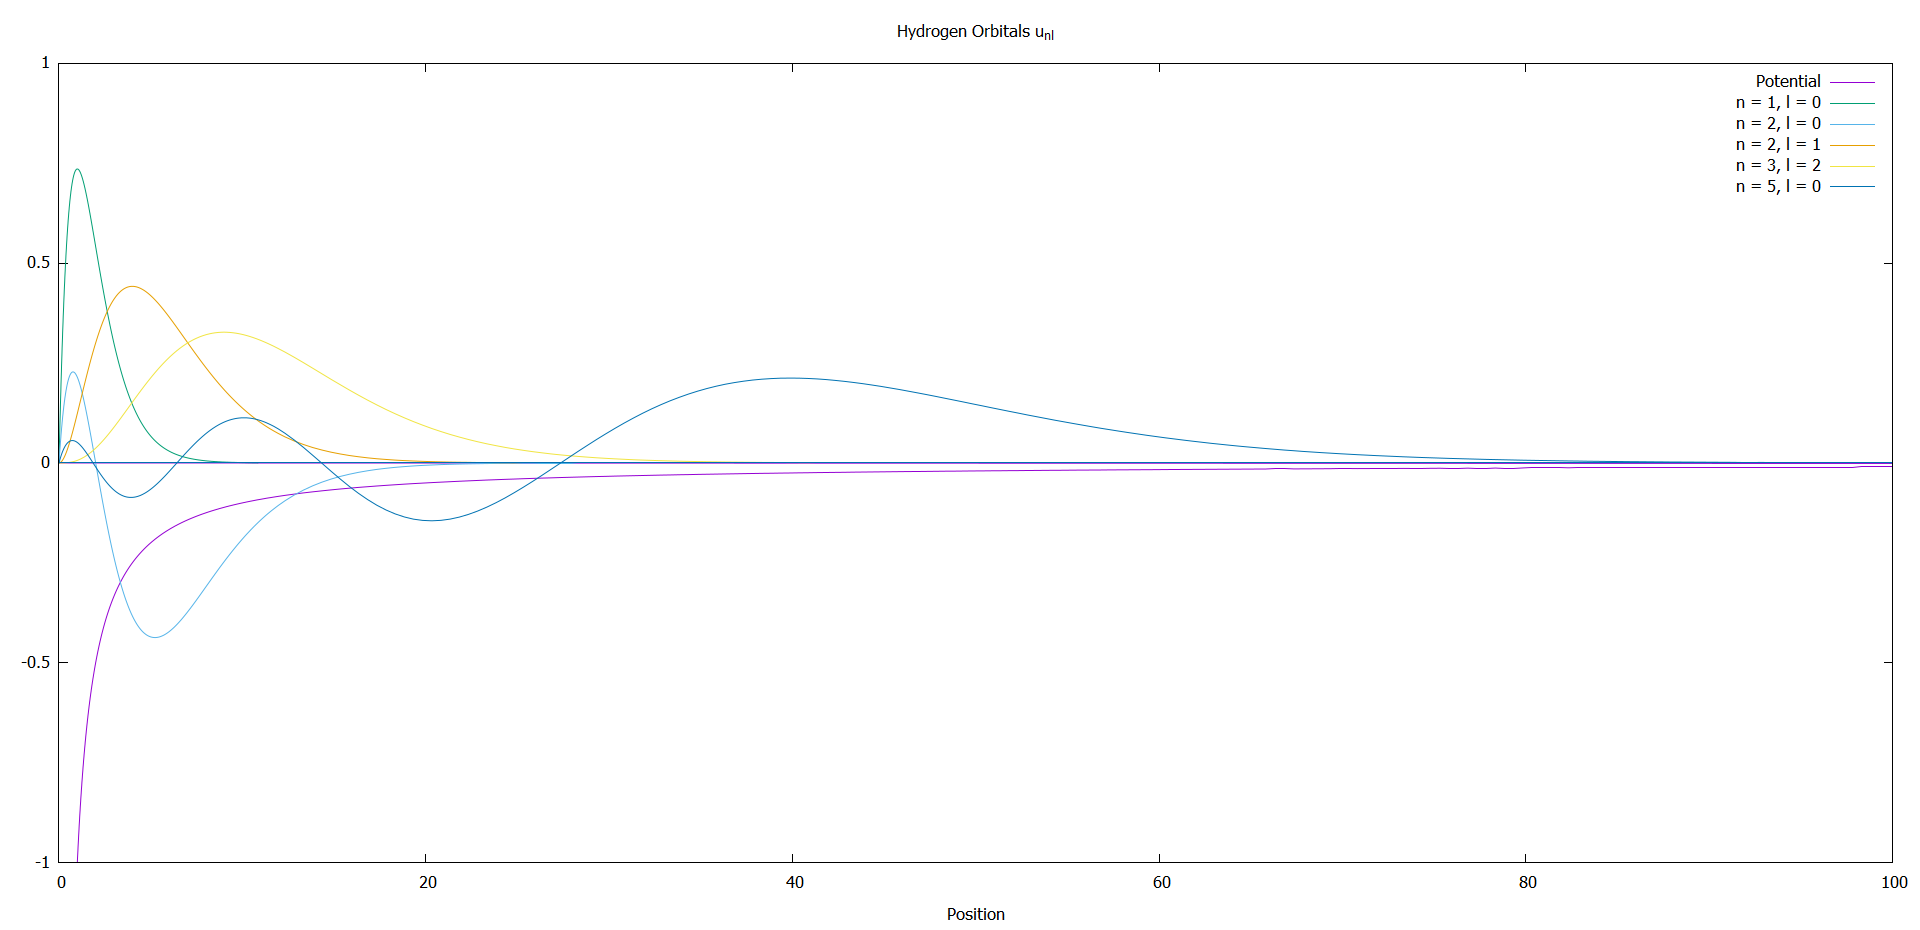 Hydrogen Orbitals uₙₗ
1
0.5
0
-0.5
-1
Potential
n = 1, l = 0
n = 2, l = 0
n = 2, l = 1
n = 3, l = 2
n = 5, l = 0
0 20 40 60 80 100
Position